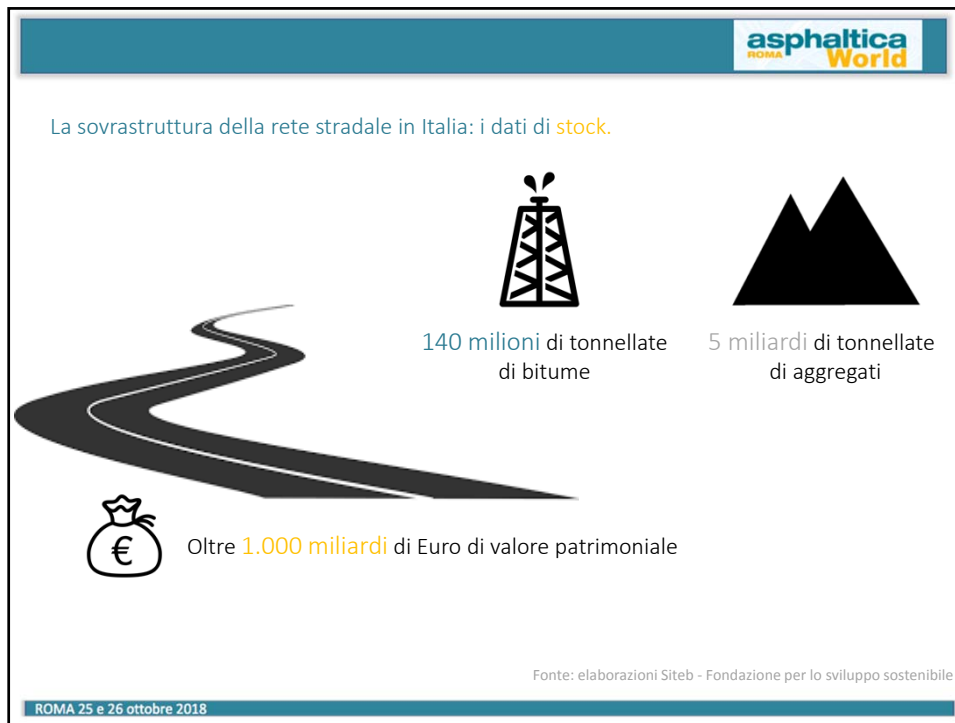 asphaltica
ROMA World
La sovrastruttura della rete stradale in Italia: i dati di stock.
140 milioni di tonnellate
di bitume
5 miliardi di tonnellate
di aggregati
€ Oltre 1.000 miliardi di Euro di valore patrimoniale
Fonte: elaborazioni Siteb - Fondazione per lo sviluppo sostenibile
ROMA 25 e 26 ottobre 2018